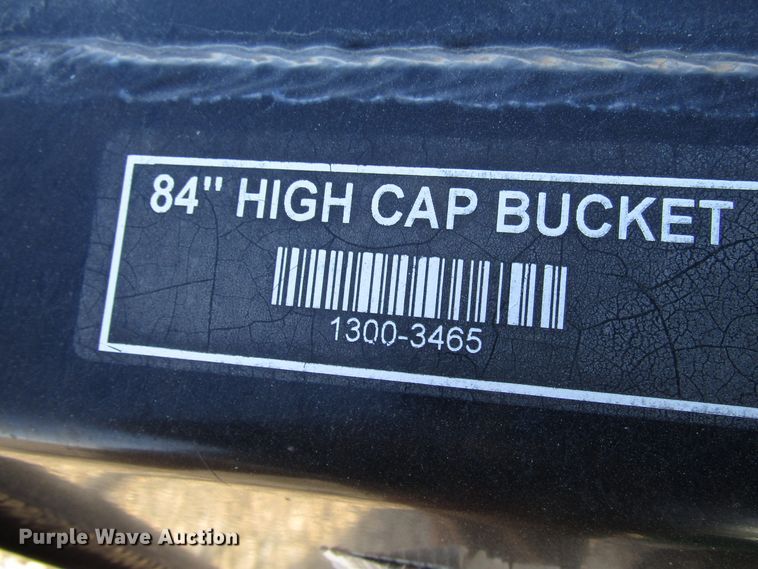 84" HIGH CAP BUCKET
1300-3465
Purple Wave Auction